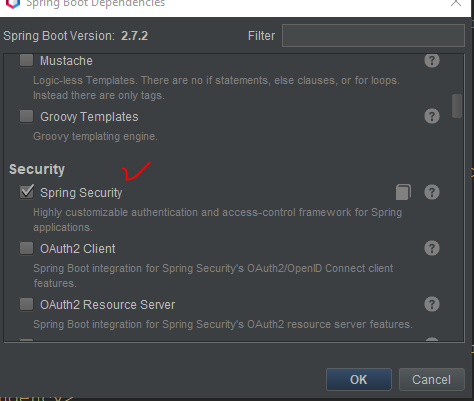 Spring Boot Dependencies
Spring Boot Version: 2.7.2 Filter
Mustache
Logic-less Templates. There are no if statements, else clauses, or for loops.
Instead there are only tags.
Groovy Templates
Groovy templating engine.
Security
Spring Security
Highly customizable authentication and access-control framework for Spring
applications.
OAuth2 Client
Spring Boot integration for Spring Security's OAuth2/OpenID Connect client
features.
OAuth2 Resource Server
Spring Boot integration for Spring Security's OAuth2 resource server features.
OK Cancel